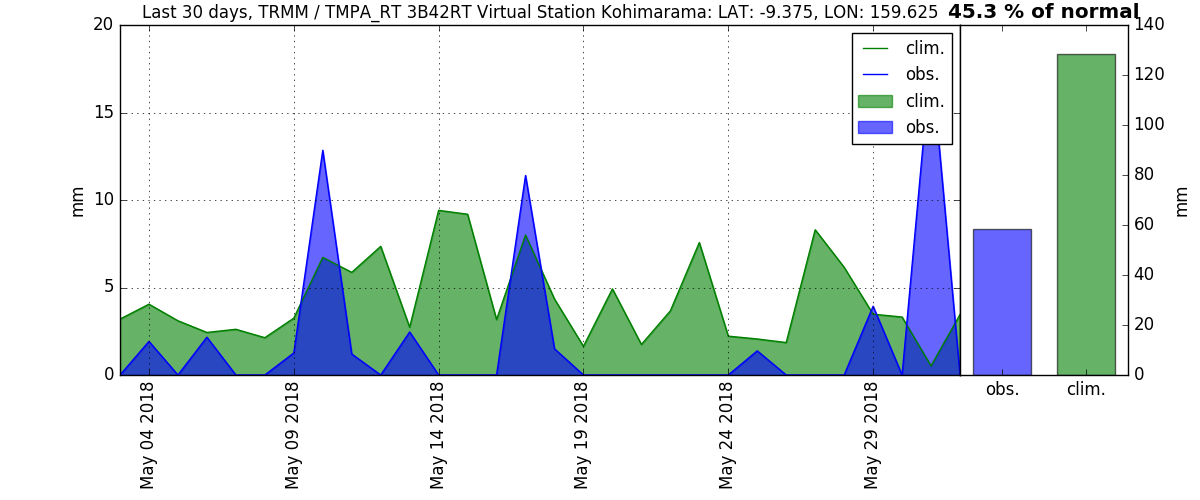 Last 30 days, TRMM / TMPA_RT 3B42RT Virtual Station Kohimarama: LAT: -9.375, LON: 159.625
45.3 % of normal
20
15
10
5
0
mm
clim.
obs.
clim.
obs.
140
120
100
80
60
40
20
0
mm
May 04 2018
May 09 2018
May 14 2018
May 19 2018
May 24 2018
May 29 2018
obs.
clim.